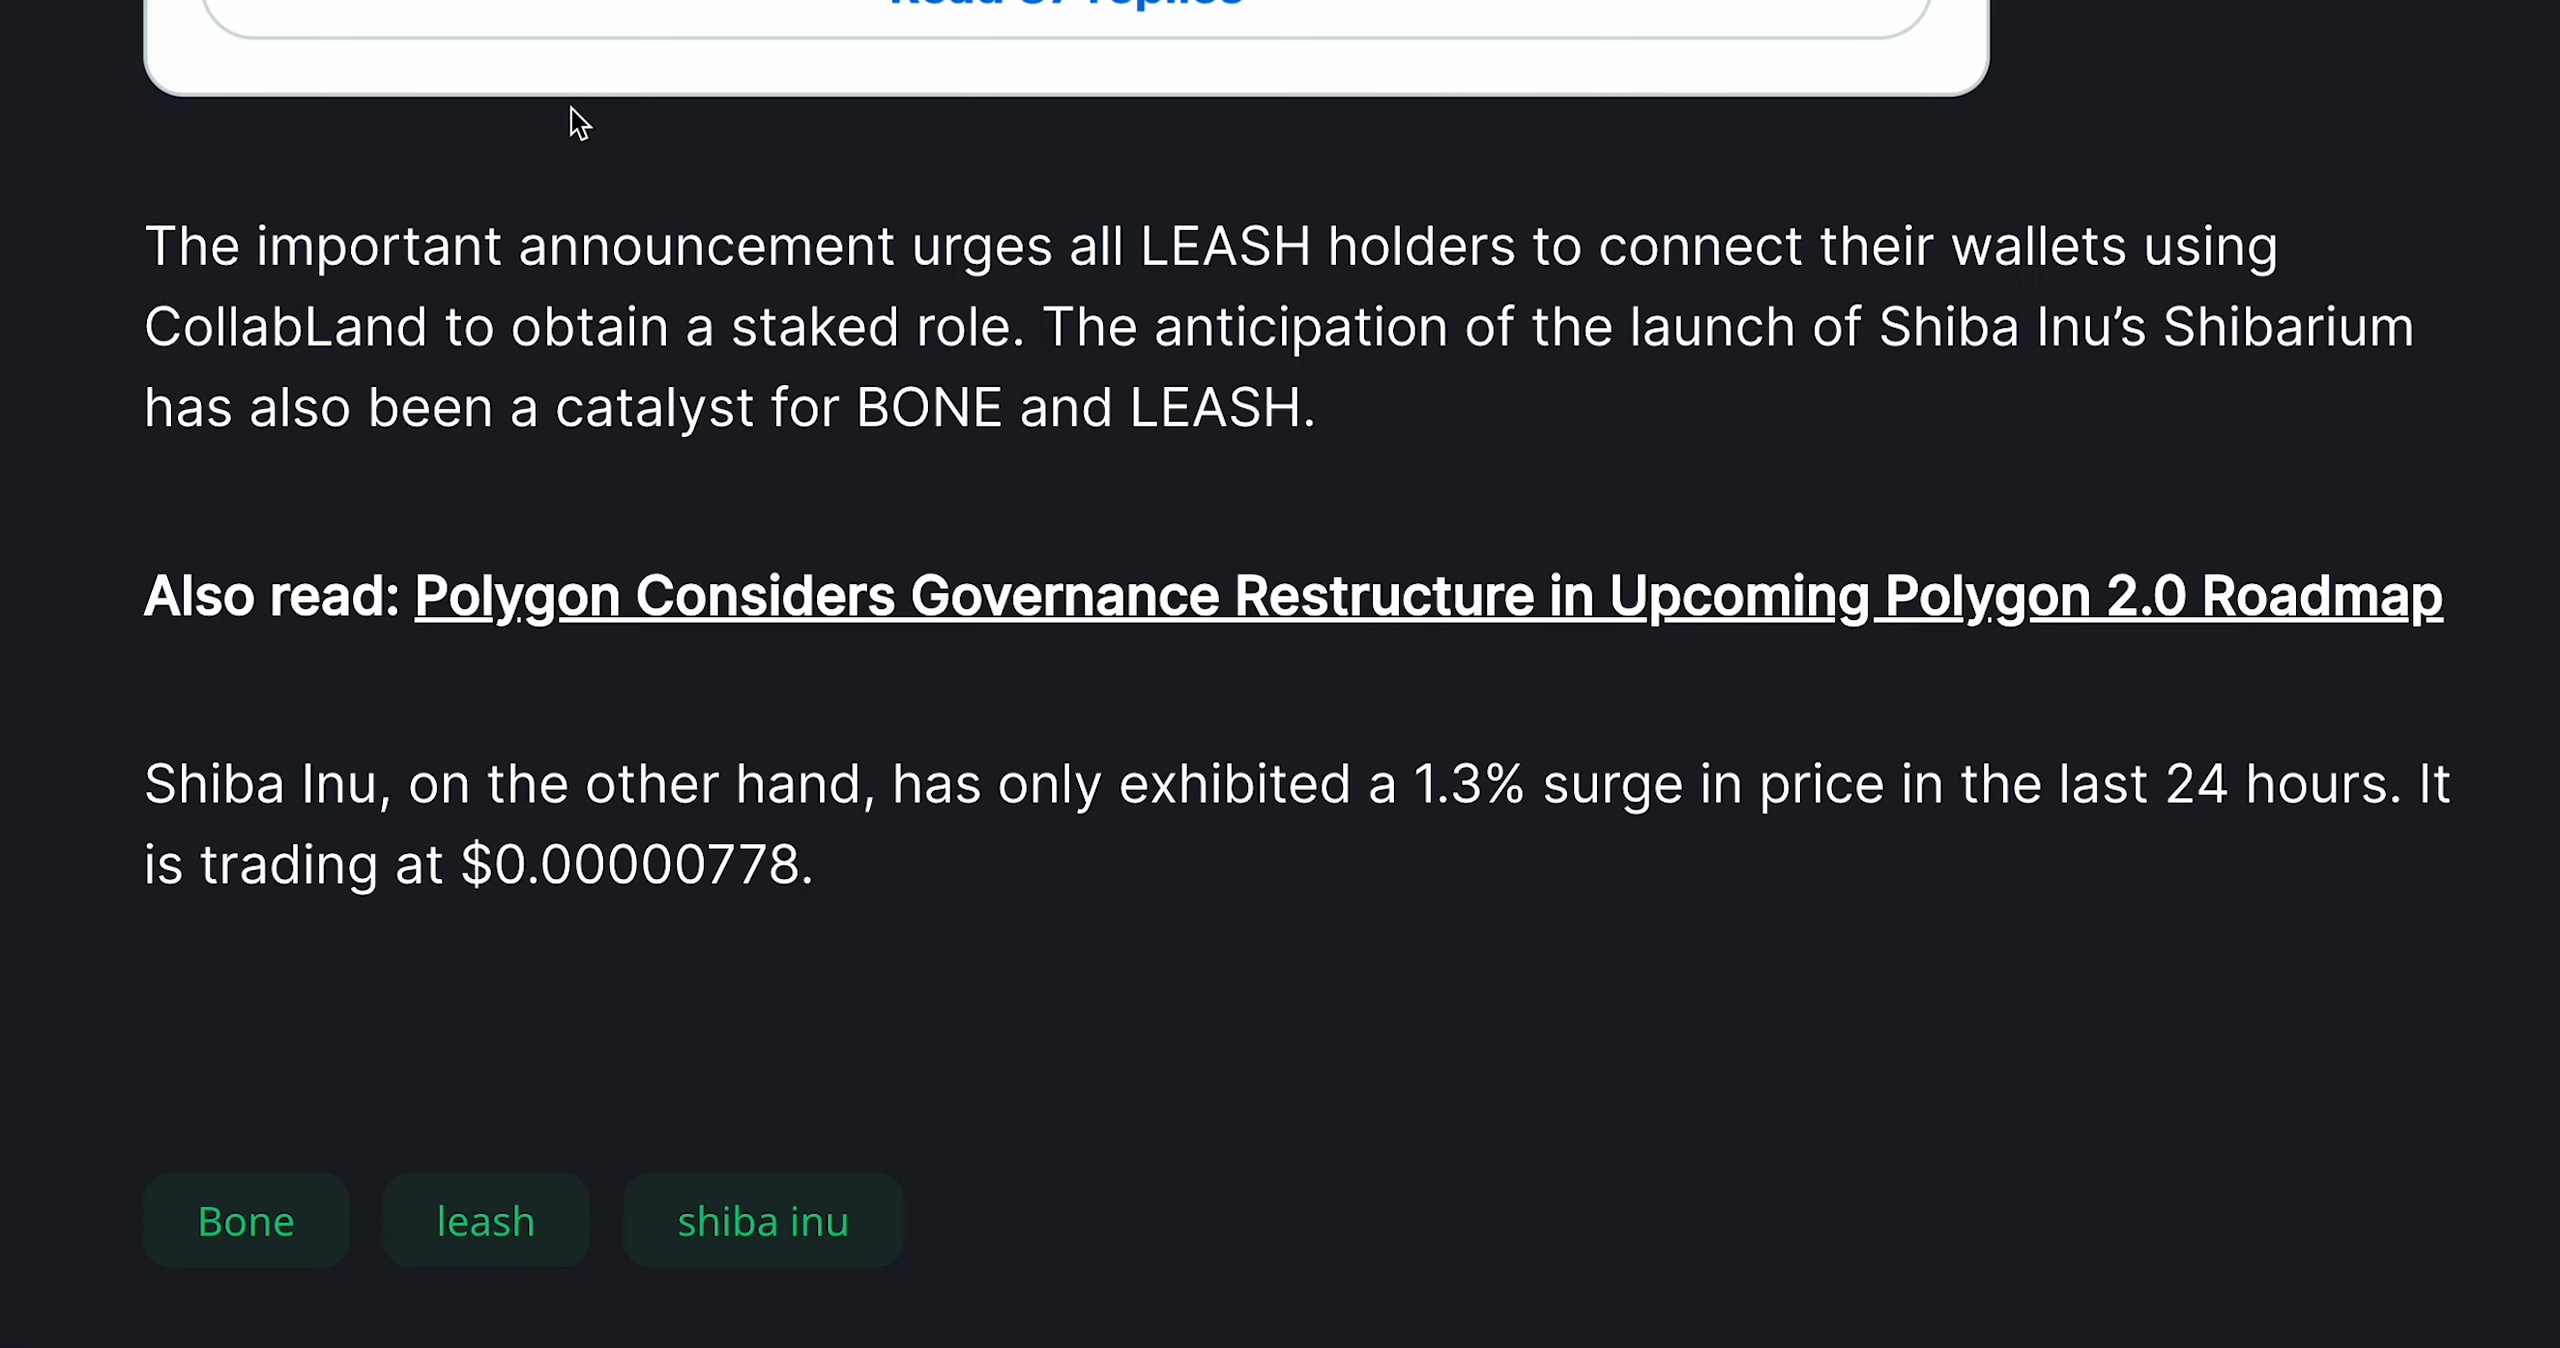 The important announcement urges all LEASH holders to connect their wallets using
CollabLand to obtain a staked role. The anticipation of the launch of Shiba Inu’s Shibarium
has also been a catalyst for BONE and LEASH.
Also read: Polygon Considers Governance Restructure in Upcoming Polygon 2.0 Roadmap
Shiba Inu, on the other hand, has only exhibited a 1.3% surge in price in the last 24 hours. It
is trading at $0.00000778.
Bone
leash
shiba inu